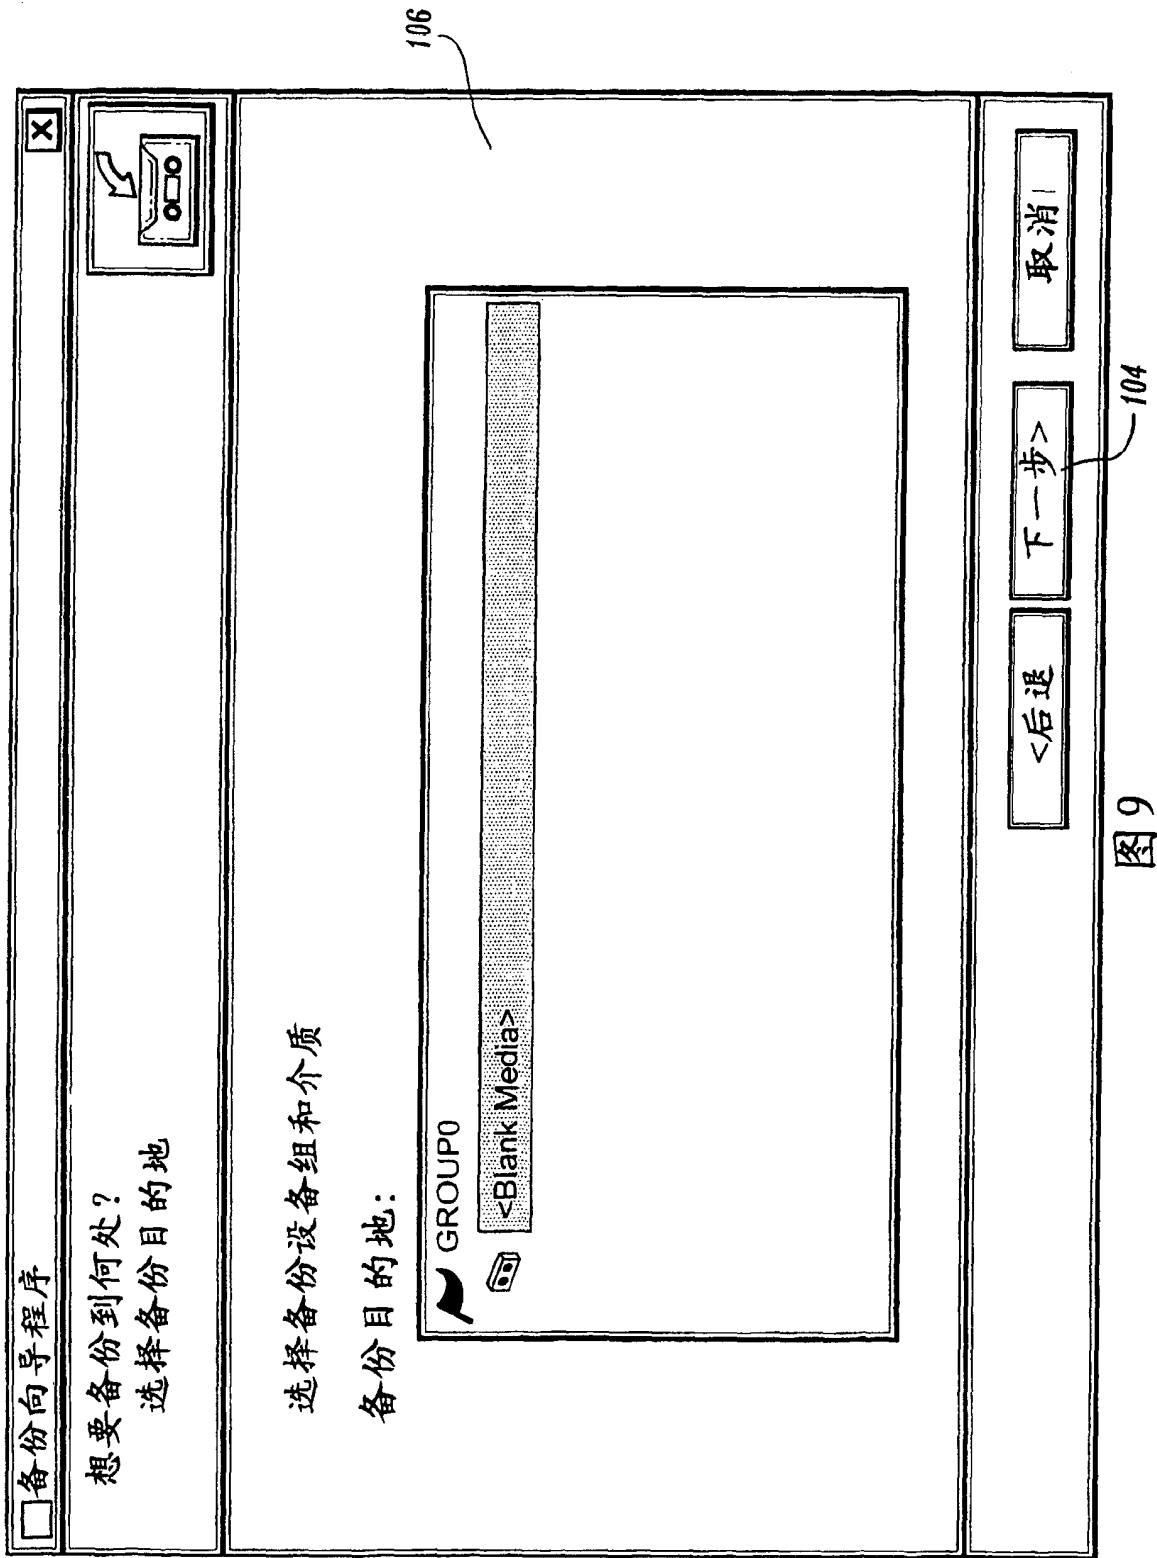 备份向导程序
想要备份到何处?
选择备份目的地
106
选择备份设备组和介质
备份目的地:
GROUP0
<Blank Media>
<后退
下一步>
取消
104
图 9